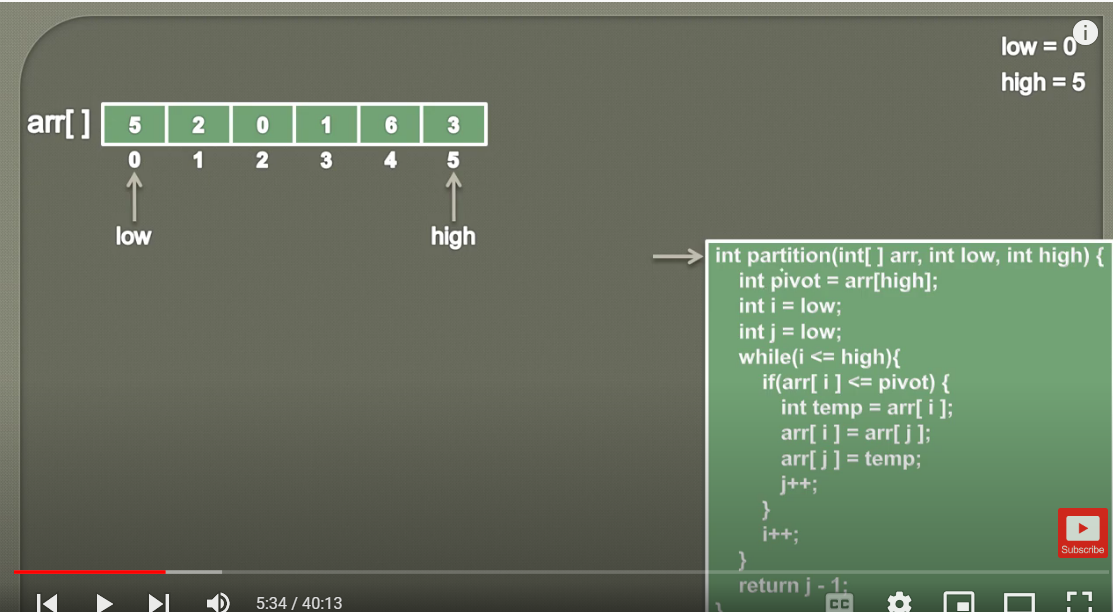 low = 0
i
high = 5
arr[ ] 5 2 0 1 6 3
0 1 2 3 4 5
low high
int partition(int[ ] arr, int low, int high) {
int pivot = arr[high];
int i = low;
int j = low;
while(i <= high){
if(arr[ i ] <= pivot) {
int temp = arr[ i ];
arr[ i ] = arr[ j ];
arr[ j ] = temp;
j++;
}
i++;
}
return j - 1;
}
Subscribe
5:34 / 40:13
CC